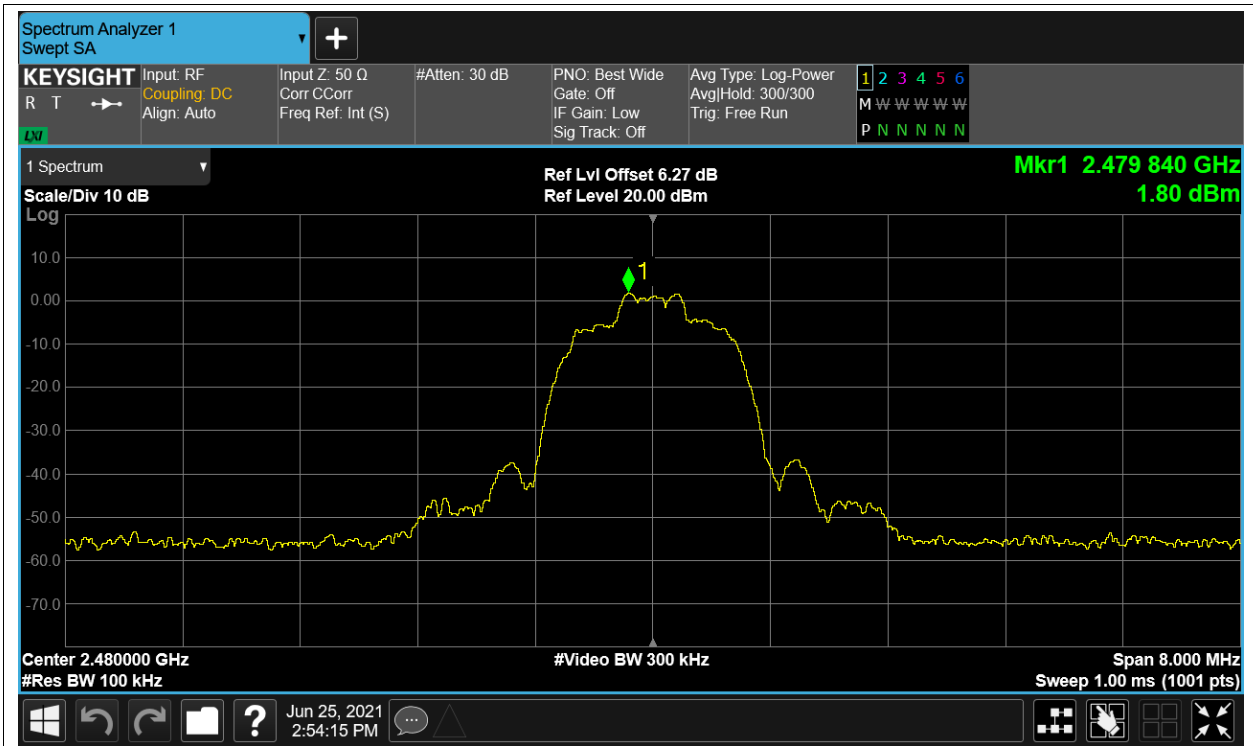 Spectrum Analyzer 1
Swept SA
▼
+
KEYSIGHT
R T
LXI
Input: RF
Coupling: DC
Align: Auto
Input Z: 50 Ω
Corr CCorr
Freq Ref: Int (S)
#Atten: 30 dB
PNO: Best Wide
Gate: Off
IF Gain: Low
Sig Track: Off
Avg Type: Log-Power
Avg|Hold: 300/300
Trig: Free Run
1 2 3 4 5 6
M W W W W W
P N N N N N
1 Spectrum ▼
Scale/Div 10 dB
Ref Lvl Offset 6.27 dB
Ref Level 20.00 dBm
Mkr1 2.479 840 GHz
1.80 dBm
Log
10.0
0.00
-10.0
-20.0
-30.0
-40.0
-50.0
-60.0
-70.0
1
Center 2.480000 GHz
#Res BW 100 kHz
#Video BW 300 kHz
Span 8.000 MHz
Sweep 1.00 ms (1001 pts)
?
Jun 25, 2021
2:54:15 PM